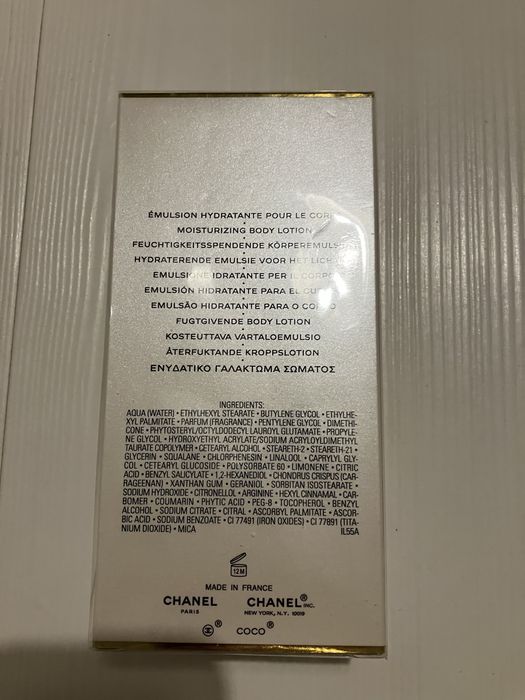 ÉMULSION HYDRATANTE POUR LE CORPS
MOISTURIZING BODY LOTION
FEUCHTIGKEITSSPENDENDE KÖRPEREMULSION
HYDRATERENDE EMULSIE VOOR HET LICHAAM
EMULSIONE IDRATANTE PER IL CORPO
EMULSIÓN HIDRATANTE PARA EL CUERPO
EMULSÃO HIDRATANTE PARA O CORPO
FUGTGIVENDE BODY LOTION
KOSTEUTTAVA VARTALOEMULSIO
ÅTERFUKTANDE KROPPSLOTION
ΕΝΥΔΑΤΙΚΟ ΓΑΛΑΚΤΩΜΑ ΣΩΜΑΤΟΣ
INGREDIENTS:
AQUA (WATER) • ETHYLHEXYL STEARATE • BUTYLENE GLYCOL • ETHYLHE-
XYL PALMITATE • PARFUM (FRAGRANCE) • PENTYLENE GLYCOL • DIMETHI-
CONE • PHYTOSTERYL/OCTYLDODECYL LAUROYL GLUTAMATE • PROPYLE-
NE GLYCOL • HYDROXYETHYL ACRYLATE/SODIUM ACRYLOYLDIMETHYL
TAURATE COPOLYMER • CETEARYL ALCOHOL • STEARETH-2 • STEARETH-21 •
GLYCERIN • SQUALANE • CHLORPHENESIN • LINALOOL • CAPRYLYL GLY-
COL • CETEARYL GLUCOSIDE • POLYSORBATE 60 • LIMONENE • CITRIC
ACID • BENZYL SALICYLATE • 1,2-HEXANEDIOL • CHONDRUS CRISPUS (CAR-
RAGEENAN) • XANTHAN GUM • GERANIOL • SORBITAN ISOSTEARATE •
SODIUM HYDROXIDE • CITRONELLOL • ARGININE • HEXYL CINNAMAL • CAR-
BOMER • COUMARIN • PHYTIC ACID • PEG-8 • TOCOPHEROL • BENZYL
ALCOHOL • SODIUM CITRATE • CITRAL • ASCORBYL PALMITATE • ASCOR-
BIC ACID • SODIUM BENZOATE • CI 77491 (IRON OXIDES) • CI 77891 (TITA-
NIUM DIOXIDE) • MICA IL55A
12M
MADE IN FRANCE
CHANEL CHANEL® INC.
PARIS NEW YORK, N.Y. 10019
® COCO®